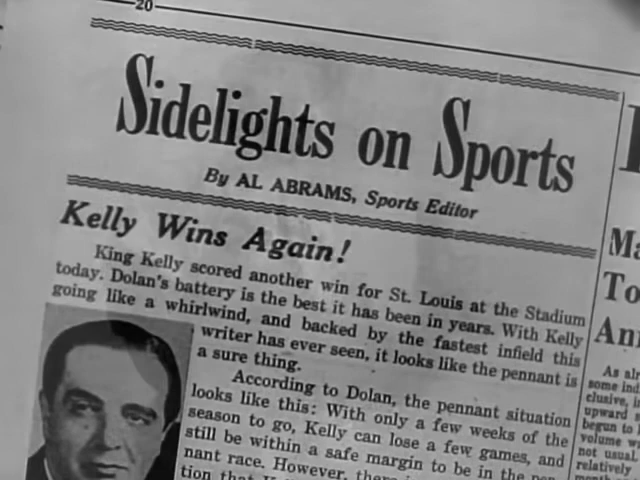 20
Sidelights on Sports
By AL ABRAMS, Sports Editor
Kelly Wins Again!
King Kelly scored another win for St. Louis at the Stadium
today. Dolan's battery is the best it has been in years. With Kelly
going like a whirlwind, and backed by the fastest infield this
writer has ever seen, it looks like the pennant is
a sure thing.
According to Dolan, the pennant situation
looks like this: With only a few weeks of the
season to go, Kelly can lose a few games, and
still be within a safe margin to be in the pen-
nant race. However,
tion that
Ma
To
An
As
some
clusive,
upward
begun to
volume
not usual
relatively